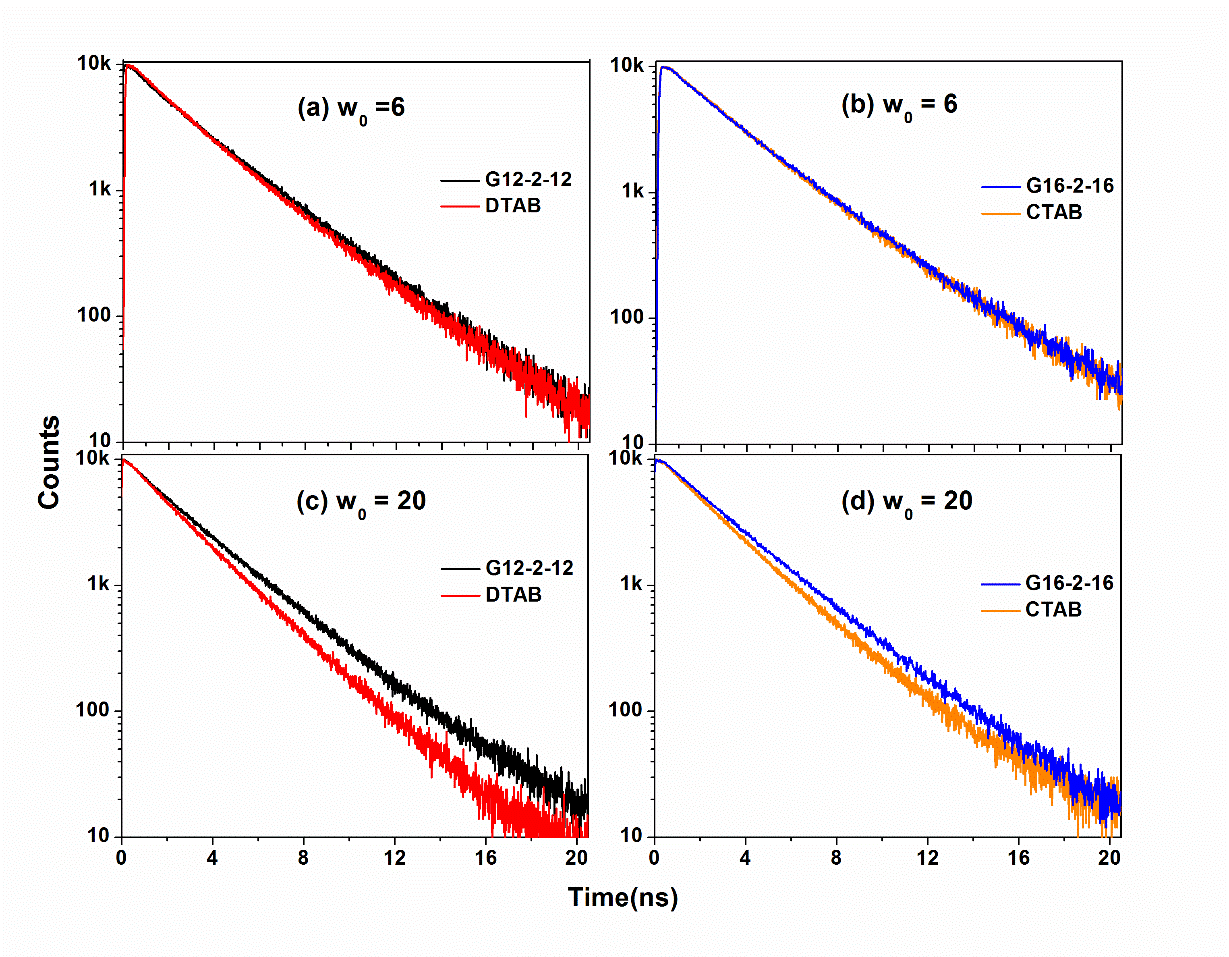 10k
1k
100
10
(a) w0 =6
G12-2-12
DTAB
10k
1k
100
10
(b) w0 = 6
G16-2-16
CTAB
Counts
10k
1k
100
10
(c) w0 = 20
G12-2-12
DTAB
0 4 8 12 16 20
10k
1k
100
10
(d) w0 = 20
G16-2-16
CTAB
0 4 8 12 16 20
Time(ns)